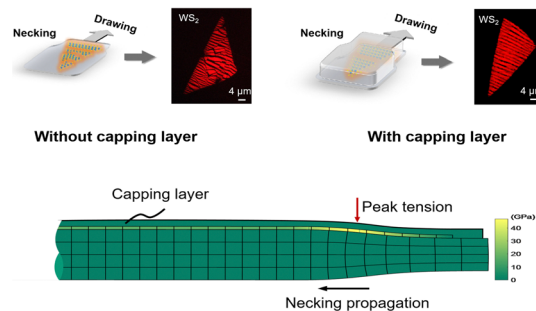 Necking
Drawing
WS₂
4 μm
Without capping layer
Necking
Drawing
WS₂
4 μm
With capping layer
Capping layer
Peak tension
(GPa)
40
30
20
10
0
Necking propagation